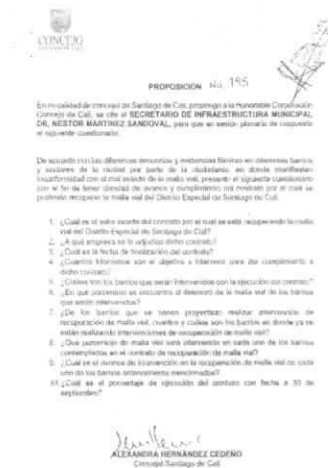 CONCEJO
PROPOSICIÓN No. 195
En mi calidad de concejal de Santiago de Cali, propongo a la Honorable Corporación
Concejo de Cali, se cite al SECRETARIO DE INFRAESTRUCTURA MUNICIPAL
DR. NESTOR MARTINEZ SANDOVAL, para que en sesión plenaria de respuesta
el siguiente cuestionario.
De acuerdo con las diferentes denuncias y evidencias fílmicas en diferentes barrios
y sectores de la ciudad por parte de la ciudadanía, en donde manifiestan
inconformidad con el mal estado de la malla vial, presento el siguiente cuestionario
con el fin de tener claridad de avance y cumplimiento del contrato por el cual se
pretende recuperar la malla vial del Distrito Especial de Santiago de Cali.
1. ¿Cuál es el valor exacto del contrato por el cual se está recuperando la malla
vial del Distrito Especial de Santiago de Cali?
2. ¿A qué empresa se le adjudicó dicho contrato?
3. ¿Cuál es la fecha de finalización del contrato?
4. ¿Cuantos kilómetros son el objetivo a intervenir para dar cumplimiento a
dicho contrato?
5. ¿Cuáles son los barrios que serán intervenidos con la ejecución del contrato?
6. ¿En qué porcentaje se encuentra el deterioro de la malla vial de los barrios
que serán intervenidos?
7. ¿De los barrios que se tienen proyectado realizar intervenciones de
recuperación de malla vial, cuantos y cuáles son los barrios en donde ya se
están realizando intervenciones de recuperación de malla vial?
8. ¿Qué porcentaje de malla vial será intervenida en cada uno de los barrios
contemplados en el contrato de recuperación de malla vial?
9. ¿Cuál es el avance de intervención en la recuperación de malla vial de cada
uno de los barrios anteriormente mencionados?
10. ¿Cuál es el porcentaje de ejecución del contrato con fecha a 30 de
septiembre?
ALEXANDRA HERNÁNDEZ CEDEÑO
Concejal Santiago de Cali